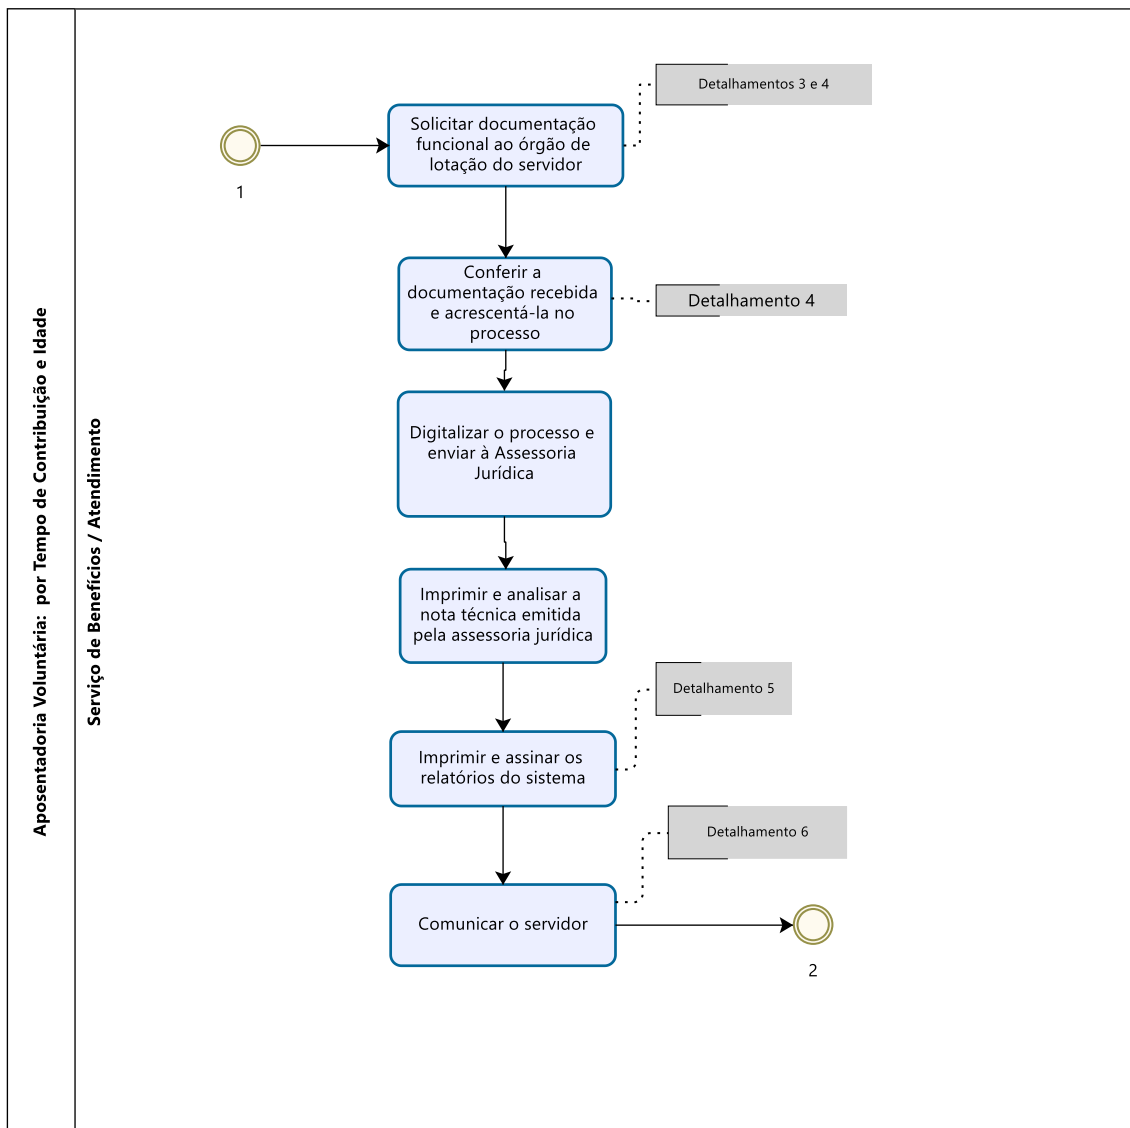 Aposentadoria Voluntária:  por Tempo de Contribuição e Idade
Serviço de Benefícios / Atendimento
Detalhamentos 3 e 4
Solicitar documentação
funcional ao órgão de
lotação do servidor
1
Conferir a
documentação recebida
e acrescentá-la no
processo
Detalhamento 4
Digitalizar o processo e
enviar à Assessoria
Jurídica
Imprimir e analisar a
nota técnica emitida
pela assessoria jurídica
Detalhamento 5
Imprimir e assinar os
relatórios do sistema
Detalhamento 6
Comunicar o servidor
2